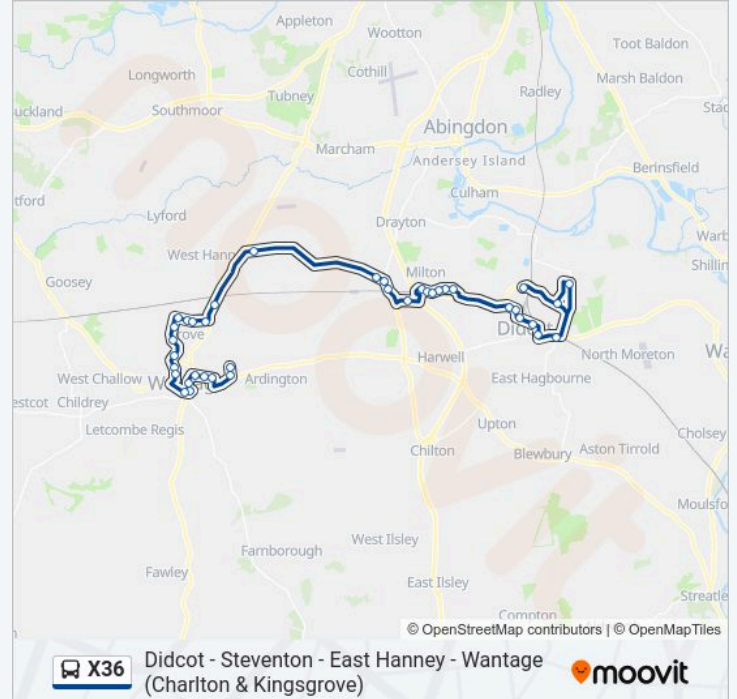 Appleton
Wootton
Toot Baldon
Longworth
Cothill
Marsh Baldon
Tubney
Radley
uckland
Southmoor
Stad
Abingdon
Marcham
Andersey Island
Berinsfield
tford
Culham
Lyford
Drayton
Warb
West Hann
Shillin
Goosey
Milton
rove
Didc
Harwell
North Moreton
Wa
West Challow
W
Ardington
East Hagbourne
estcot
Childrey
Letcombe Regis
Upton
Cholsey
Chilton
Blewbury
Aston Tirrold
Moulsfo
West Ilsley
Farnborough
Fawley
East Ilsley
Streatle
Compton
moovit
© OpenStreetMap contributors | © OpenMapTiles
X36
Didcot - Steventon - East Hanney - Wantage
(Charlton & Kingsgrove)
moovit